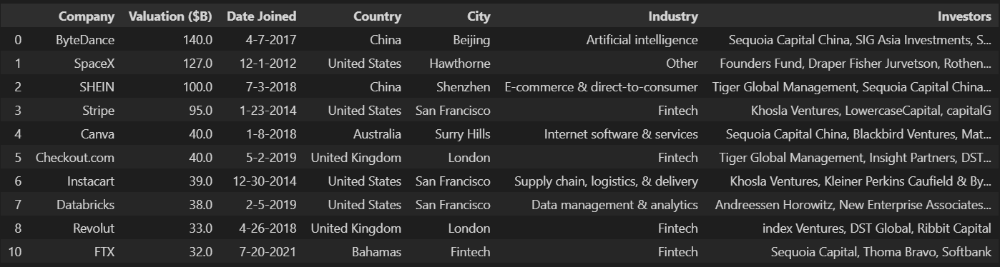 Company Valuation ($B) Date Joined Country City Industry Investors
0 ByteDance 140.0 4-7-2017 China Beijing Artificial intelligence Sequoia Capital China, SIG Asia Investments, S...
1 SpaceX 127.0 12-1-2012 United States Hawthorne Other Founders Fund, Draper Fisher Jurvetson, Rothen...
2 SHEIN 100.0 7-3-2018 China Shenzhen E-commerce & direct-to-consumer Tiger Global Management, Sequoia Capital China...
3 Stripe 95.0 1-23-2014 United States San Francisco Fintech Khosla Ventures, LowercaseCapital, capitalG
4 Canva 40.0 1-8-2018 Australia Surry Hills Internet software & services Sequoia Capital China, Blackbird Ventures, Mat...
5 Checkout.com 40.0 5-2-2019 United Kingdom London Fintech Tiger Global Management, Insight Partners, DST...
6 Instacart 39.0 12-30-2014 United States San Francisco Supply chain, logistics, & delivery Khosla Ventures, Kleiner Perkins Caufield & By...
7 Databricks 38.0 2-5-2019 United States San Francisco Data management & analytics Andreessen Horowitz, New Enterprise Associates...
8 Revolut 33.0 4-26-2018 United Kingdom London Fintech index Ventures, DST Global, Ribbit Capital
10 FTX 32.0 7-20-2021 Bahamas Fintech Fintech Sequoia Capital, Thoma Bravo, Softbank